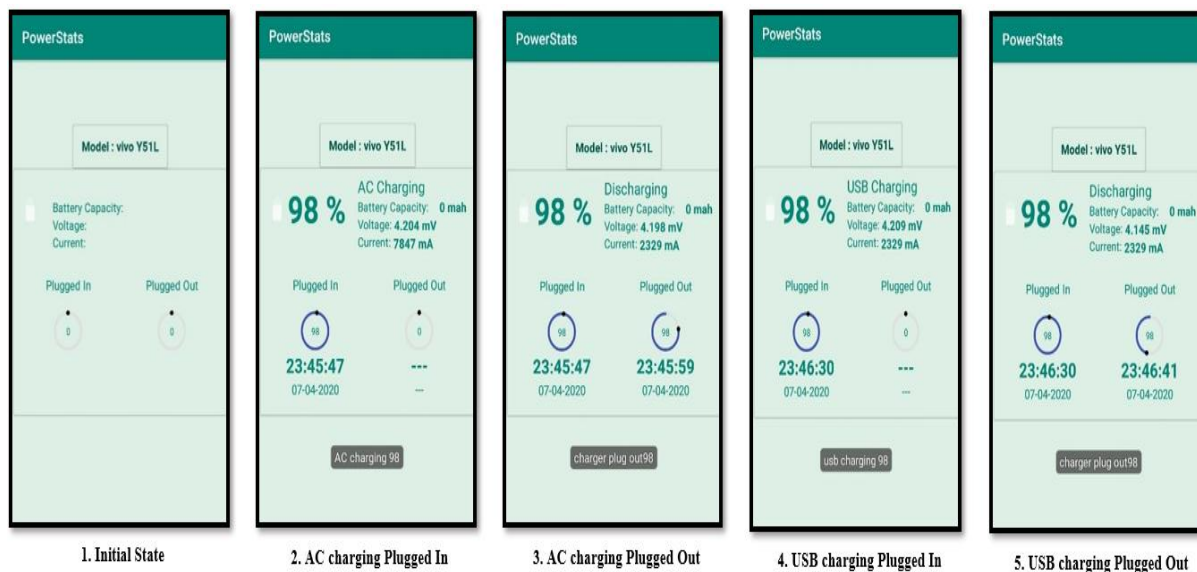 PowerStats
Model : vivo Y51L
Battery Capacity:
Voltage:
Current:
Plugged In Plugged Out
0 0
1. Initial State
PowerStats
Model : vivo Y51L
98 %
AC Charging
Battery Capacity: 0 mah
Voltage: 4.204 mV
Current: 7847 mA
Plugged In Plugged Out
98 0
23:45:47 ---
07-04-2020 ---
AC charging 98
2. AC charging Plugged In
PowerStats
Model : vivo Y51L
98 %
Discharging
Battery Capacity: 0 mah
Voltage: 4.198 mV
Current: 2329 mA
Plugged In Plugged Out
98 98
23:45:47 23:45:59
07-04-2020 07-04-2020
charger plug out98
3. AC charging Plugged Out
PowerStats
Model : vivo Y51L
98 %
USB Charging
Battery Capacity: 0 mah
Voltage: 4.209 mV
Current: 2329 mA
Plugged In Plugged Out
98 0
23:46:30 ---
07-04-2020 ---
usb charging 98
4. USB charging Plugged In
PowerStats
Model : vivo Y51L
98 %
Discharging
Battery Capacity: 0 mah
Voltage: 4.145 mV
Current: 2329 mA
Plugged In Plugged Out
98 98
23:46:30 23:46:41
07-04-2020 07-04-2020
charger plug out98
5. USB charging Plugged Out